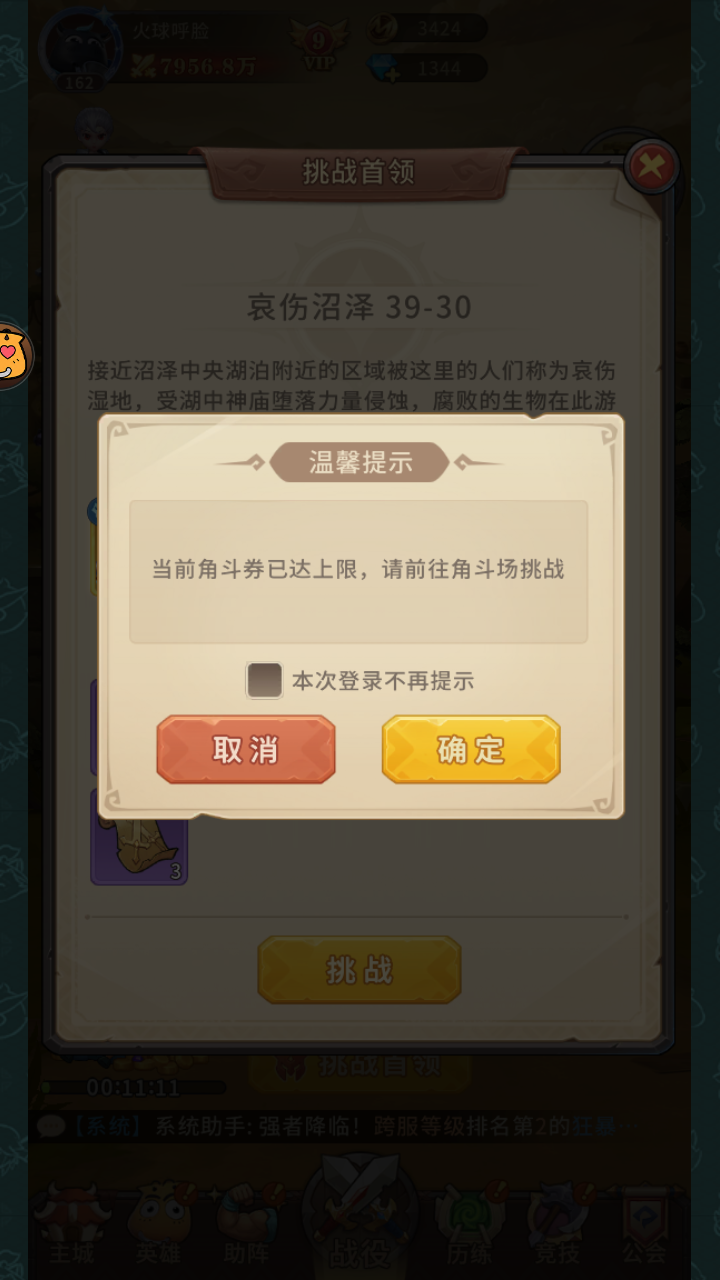 火球呼脸
9
VIP
3424
7956.8万
1344
162
挑战首领
哀伤沼泽 39-30
接近沼泽中央湖泊附近的区域被这里的人们称为哀伤
湿地，受湖中神庙堕落力量侵蚀，腐败的生物在此游
温馨提示
当前角斗券已达上限，请前往角斗场挑战
本次登录不再提示
取消
确定
3
挑战
挑战首领
00:11:11
【系统】系统助手: 强者降临！跨服等级排名第2的狂暴…
主城
英雄
助阵
战役
历练
竞技
公会